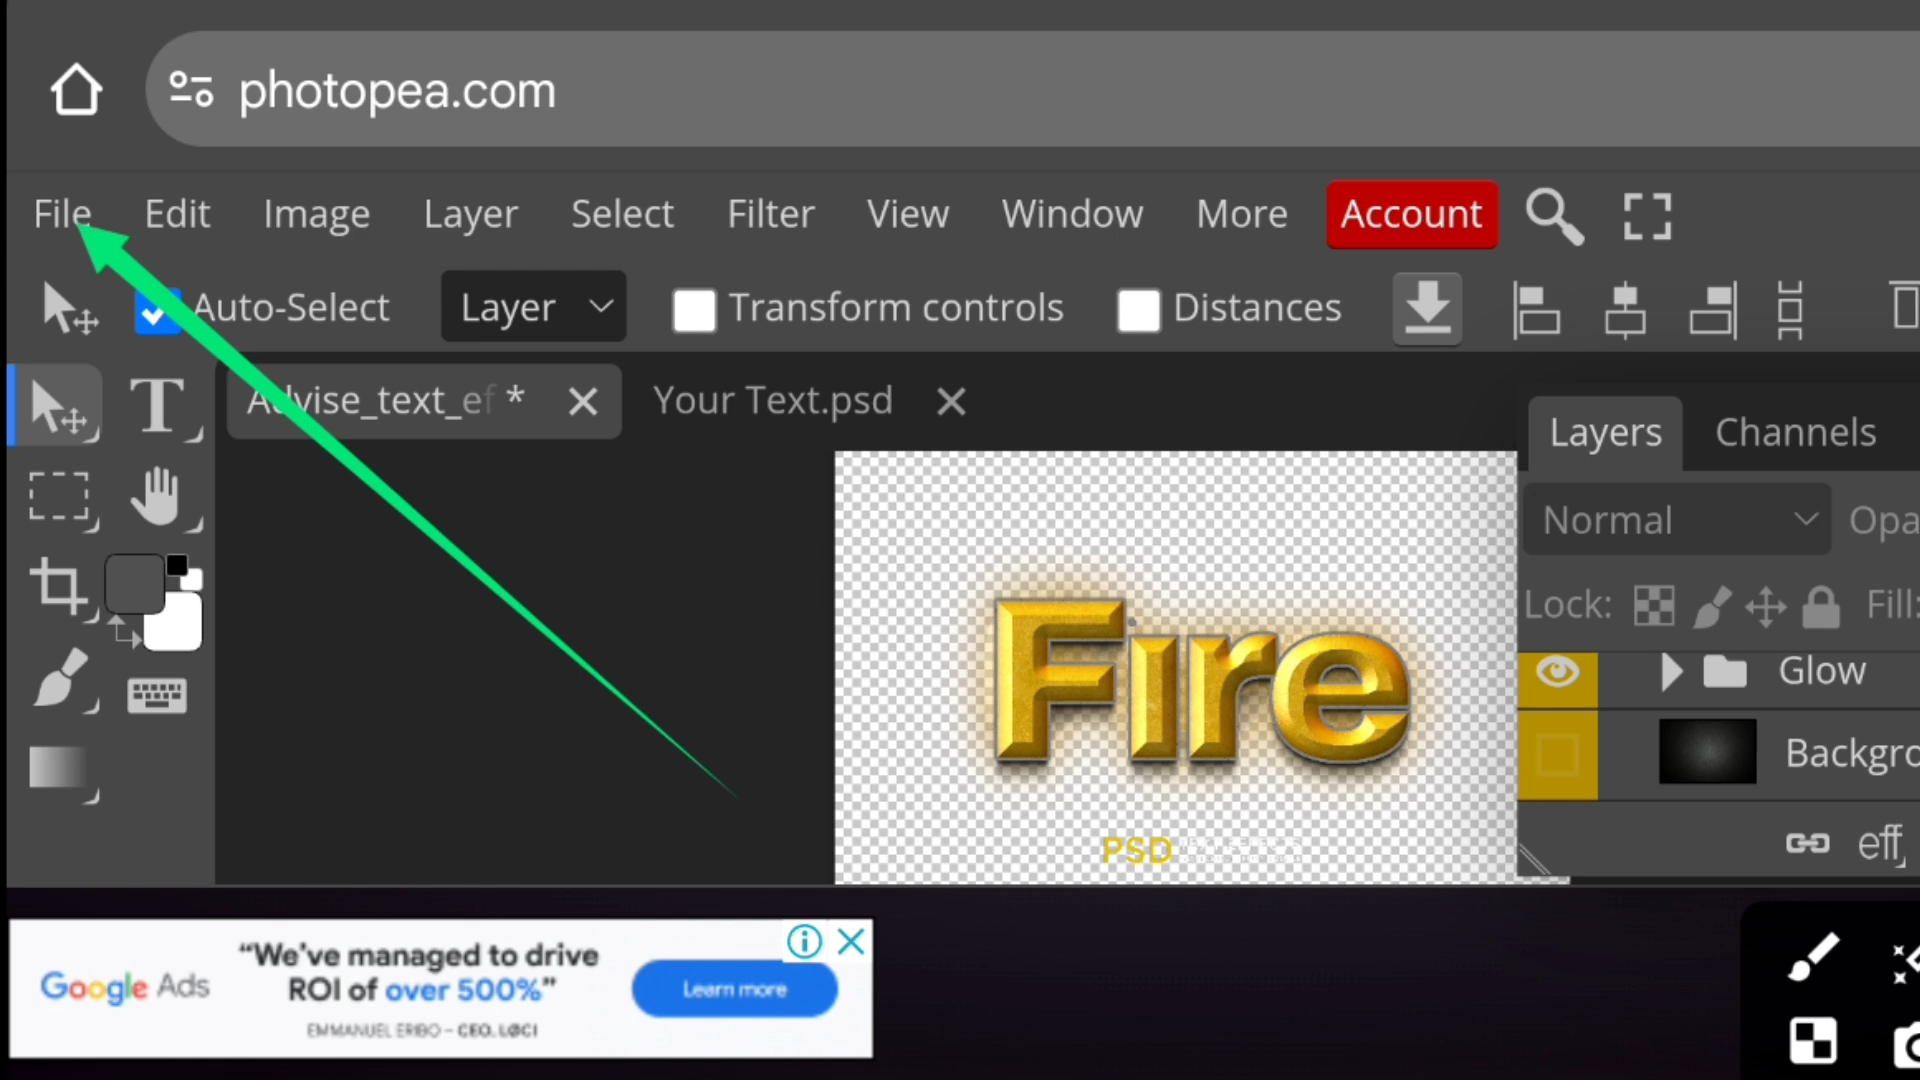 photopea.com
File Edit Image Layer Select Filter View Window More Account
Auto-Select Layer Transform controls Distances
Advise_text_ef * Your Text.psd
Layers Channels
Normal Opa
Lock: Fill:
Glow
Backgro
eff
Fire
PSD
Google Ads
“We've managed to drive
ROI of over 500%”
EMMANUEL ERIBO – CEO, LØCI
Learn more